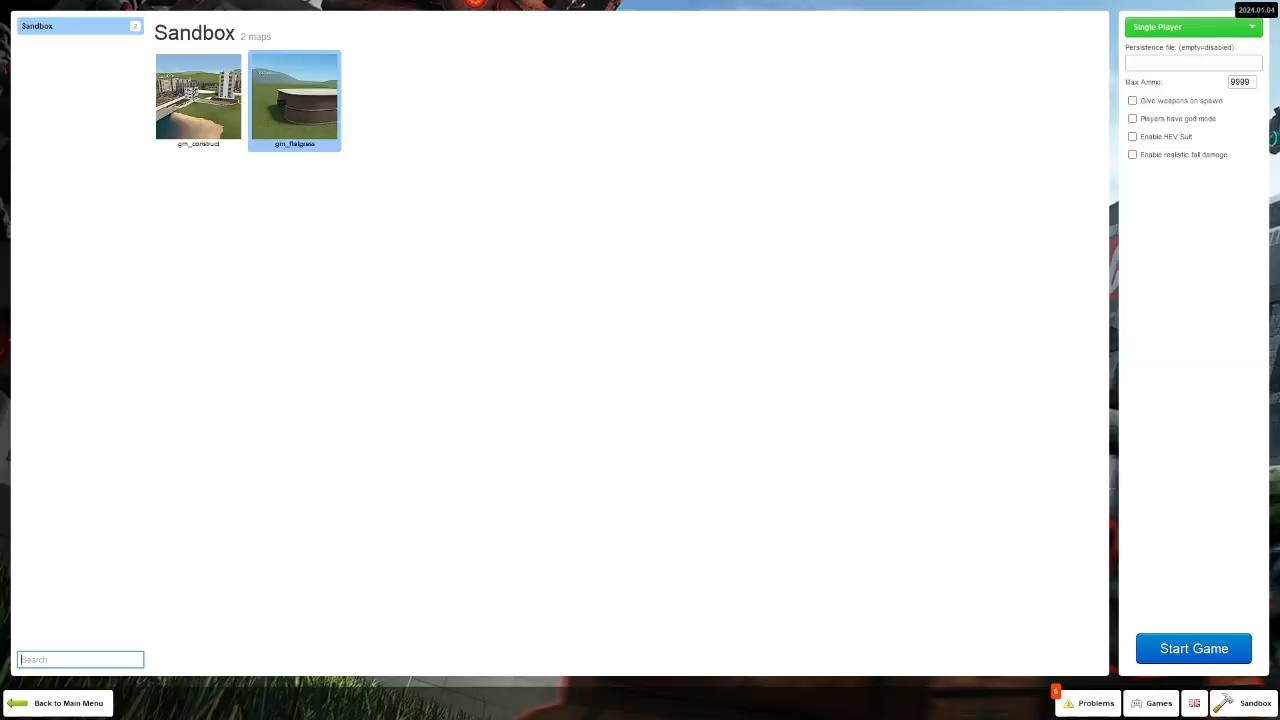 2024.01.04
Sandbox 2
Sandbox 2 maps
gm_construct
gm_flatgrass
Search
Single Player
Persistence file: (empty=disabled)
Max Ammo: 9999
Give weapons on spawn
Players have god mode
Enable HEV Suit
Enable realistic fall damage
Start Game
Back to Main Menu
6
Problems
Games
Sandbox